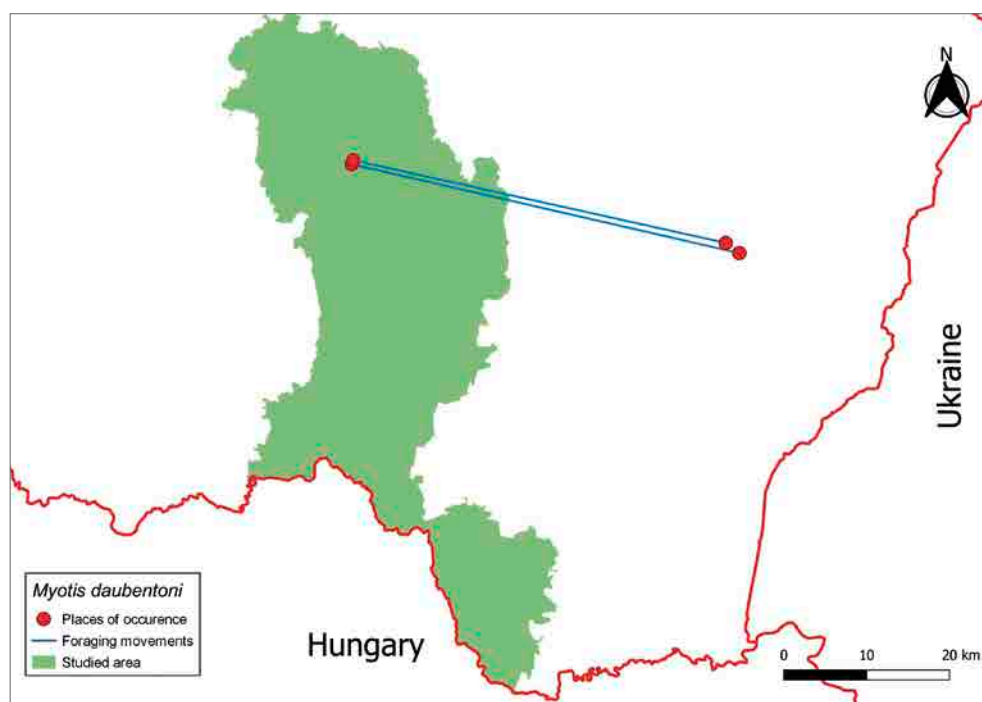 N
Ukraine
Myotis daubentoni
Places of occurence
Foraging movements
Studied area
Hungary
0 10 20 km